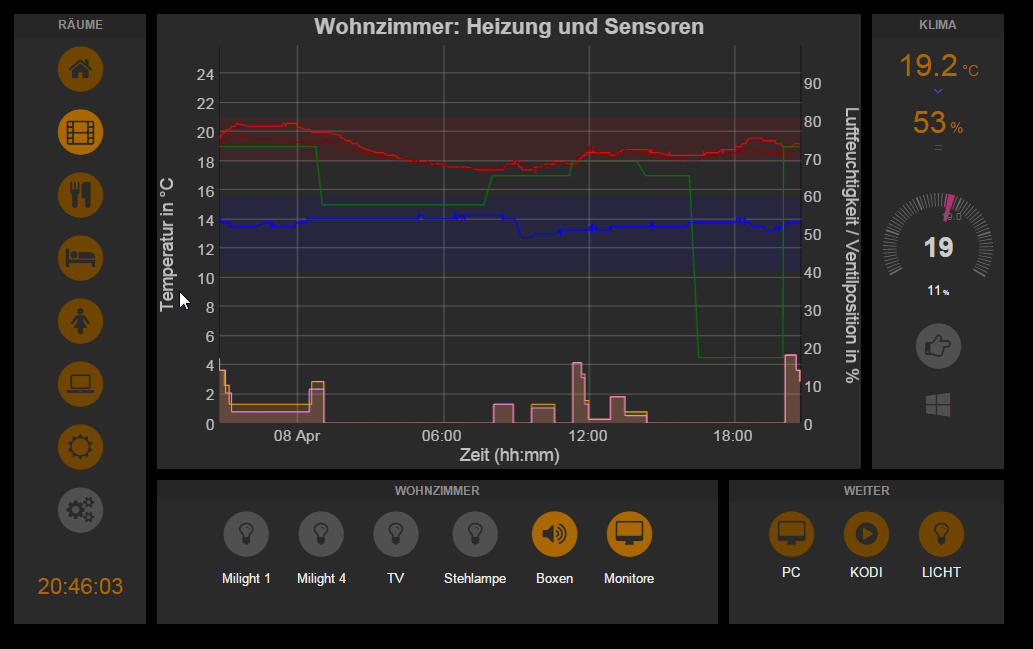 RÄUME
20:46:03
Wohnzimmer: Heizung und Sensoren
Temperatur in °C
24
22
20
18
16
14
12
10
8
6
4
2
0
90
80
70
60
50
40
30
20
10
0
Luftfeuchtigkeit / Ventilposition in %
08 Apr
06:00
12:00
18:00
Zeit (hh:mm)
KLIMA
19.2 °C
53 %
=
19.0
19
11 %
WOHNZIMMER
Milight 1
Milight 4
TV
Stehlampe
Boxen
Monitore
WEITER
PC
KODI
LICHT